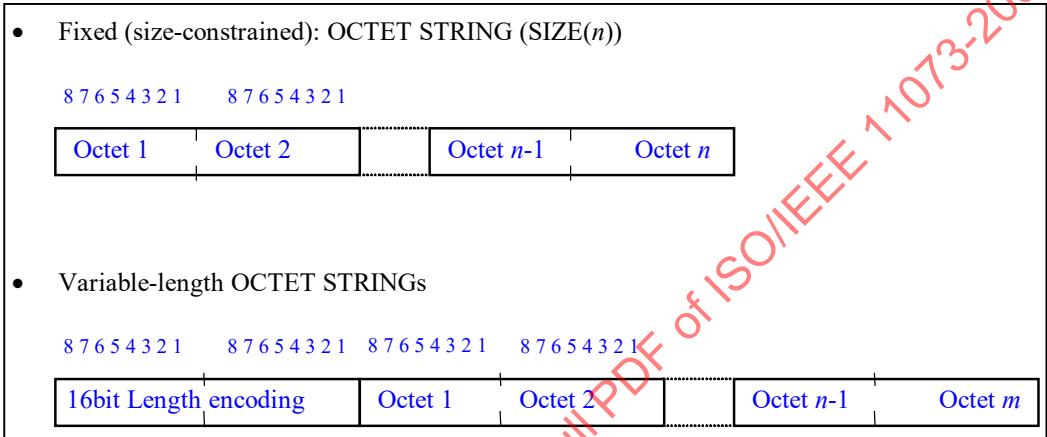 • Fixed (size-constrained): OCTET STRING (SIZE(n))
8 7 6 5 4 3 2 1 8 7 6 5 4 3 2 1
Octet 1 Octet 2 Octet n-1 Octet n
• Variable-length OCTET STRINGs
8 7 6 5 4 3 2 1 8 7 6 5 4 3 2 1 8 7 6 5 4 3 2 1 8 7 6 5 4 3 2 1
16bit Length encoding Octet 1 Octet 2 Octet n-1 Octet m
PDF of ISO/IEEE 11073-20